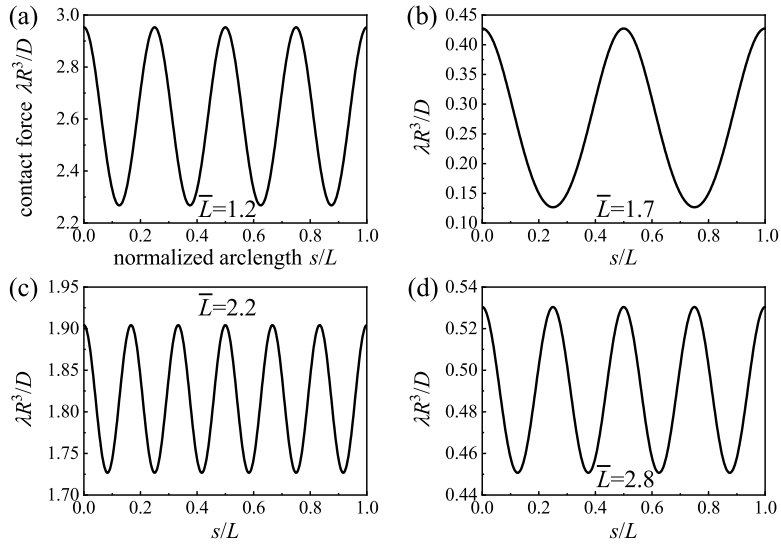 (a)
contact force λR³/D
3.0
2.8
2.6
2.4
2.2
L̅=1.2
0.0 0.2 0.4 0.6 0.8 1.0
normalized arclength s/L
(b)
λR³/D
0.45
0.40
0.35
0.30
0.25
0.20
0.15
0.10
L̅=1.7
0.0 0.2 0.4 0.6 0.8 1.0
s/L
(c)
λR³/D
1.95
1.90
1.85
1.80
1.75
1.70
L̅=2.2
0.0 0.2 0.4 0.6 0.8 1.0
s/L
(d)
λR³/D
0.54
0.52
0.50
0.48
0.46
0.44
L̅=2.8
0.0 0.2 0.4 0.6 0.8 1.0
s/L